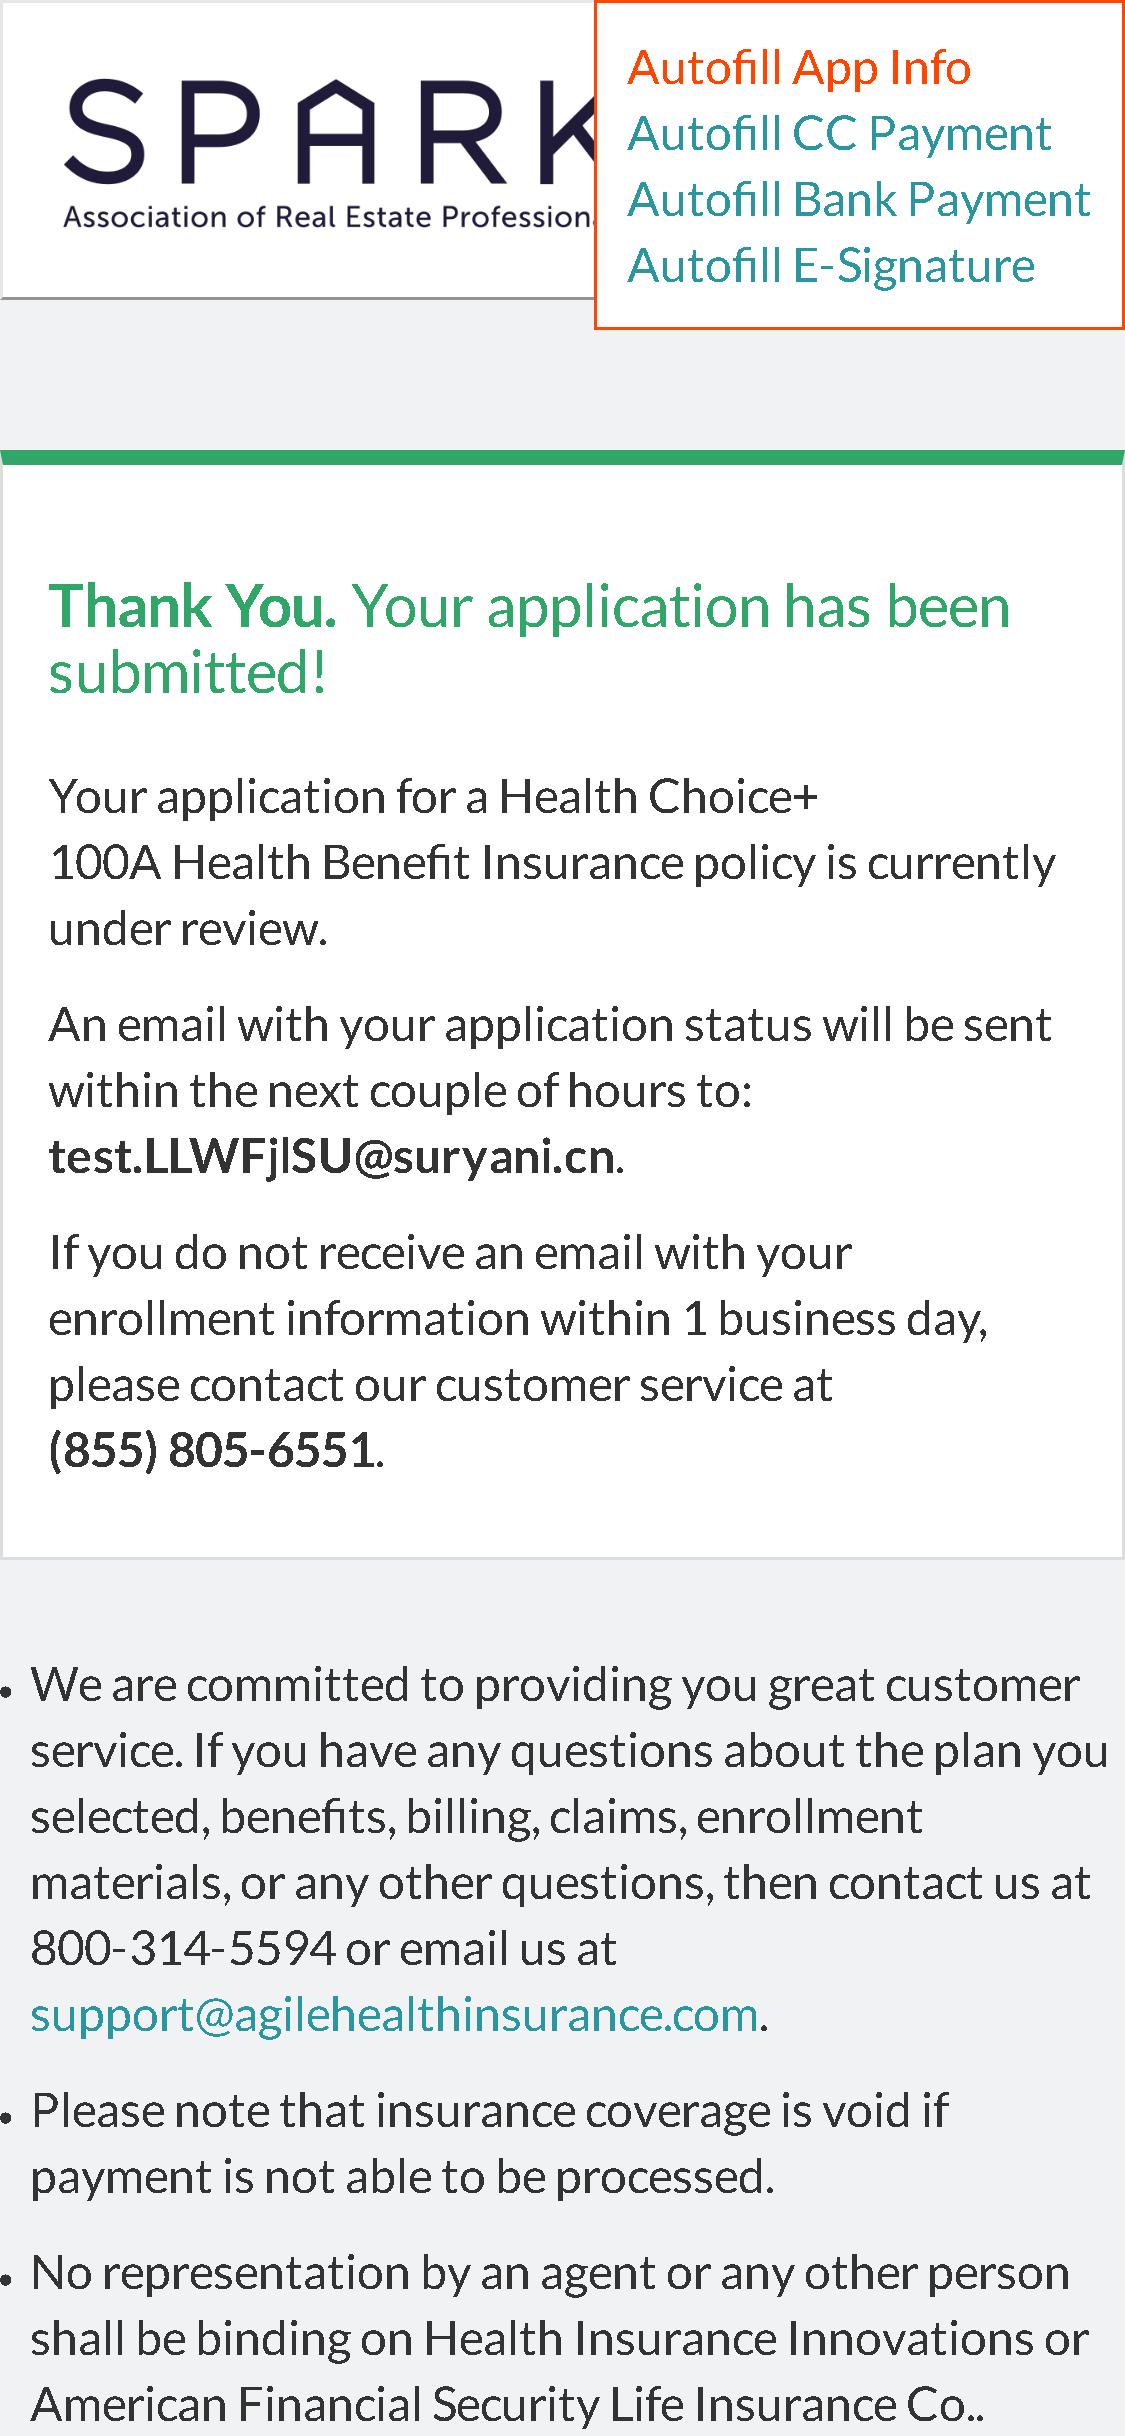 SPARK
Association of Real Estate
Autofill App Info
Autofill CC Payment
Autofill Bank Payment
Autofill E-Signature
Thank You. Your application has been
submitted!
Your application for a Health Choice+
100A Health Benefit Insurance policy is currently
under review.
An email with your application status will be sent
within the next couple of hours to:
test.LLWFjlSU@suryani.cn.
If you do not receive an email with your
enrollment information within 1 business day,
please contact our customer service at
(855) 805-6551.
• We are committed to providing you great customer
service. If you have any questions about the plan you
selected, benefits, billing, claims, enrollment
materials, or any other questions, then contact us at
800-314-5594 or email us at
support@agilehealthinsurance.com.
• Please note that insurance coverage is void if
payment is not able to be processed.
• No representation by an agent or any other person
shall be binding on Health Insurance Innovations or
American Financial Security Life Insurance Co..